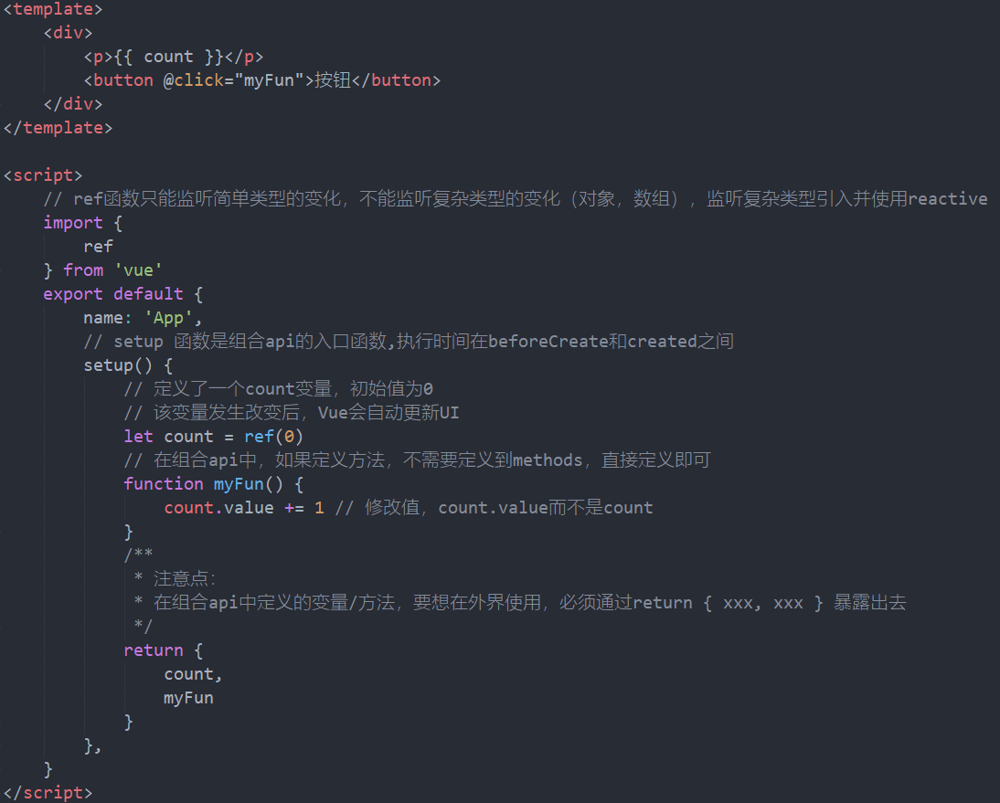 <template>
    <div>
        <p>{{ count }}</p>
        <button @click="myFun">按钮</button>
    </div>
</template>

<script>
    // ref函数只能监听简单类型的变化，不能监听复杂类型的变化（对象，数组），监听复杂类型引入并使用reactive
    import {
        ref
    } from 'vue'
    export default {
        name: 'App',
        // setup 函数是组合api的入口函数,执行时间在beforeCreate和created之间
        setup() {
            // 定义了一个count变量，初始值为0
            // 该变量发生改变后，Vue会自动更新UI
            let count = ref(0)
            // 在组合api中，如果定义方法，不需要定义到methods，直接定义即可
            function myFun() {
                count.value += 1 // 修改值，count.value而不是count
            }
            /**
             * 注意点：
             * 在组合api中定义的变量/方法，要想在外界使用，必须通过return { xxx, xxx } 暴露出去
             */
            return {
                count,
                myFun
            }
        },
    }
</script>